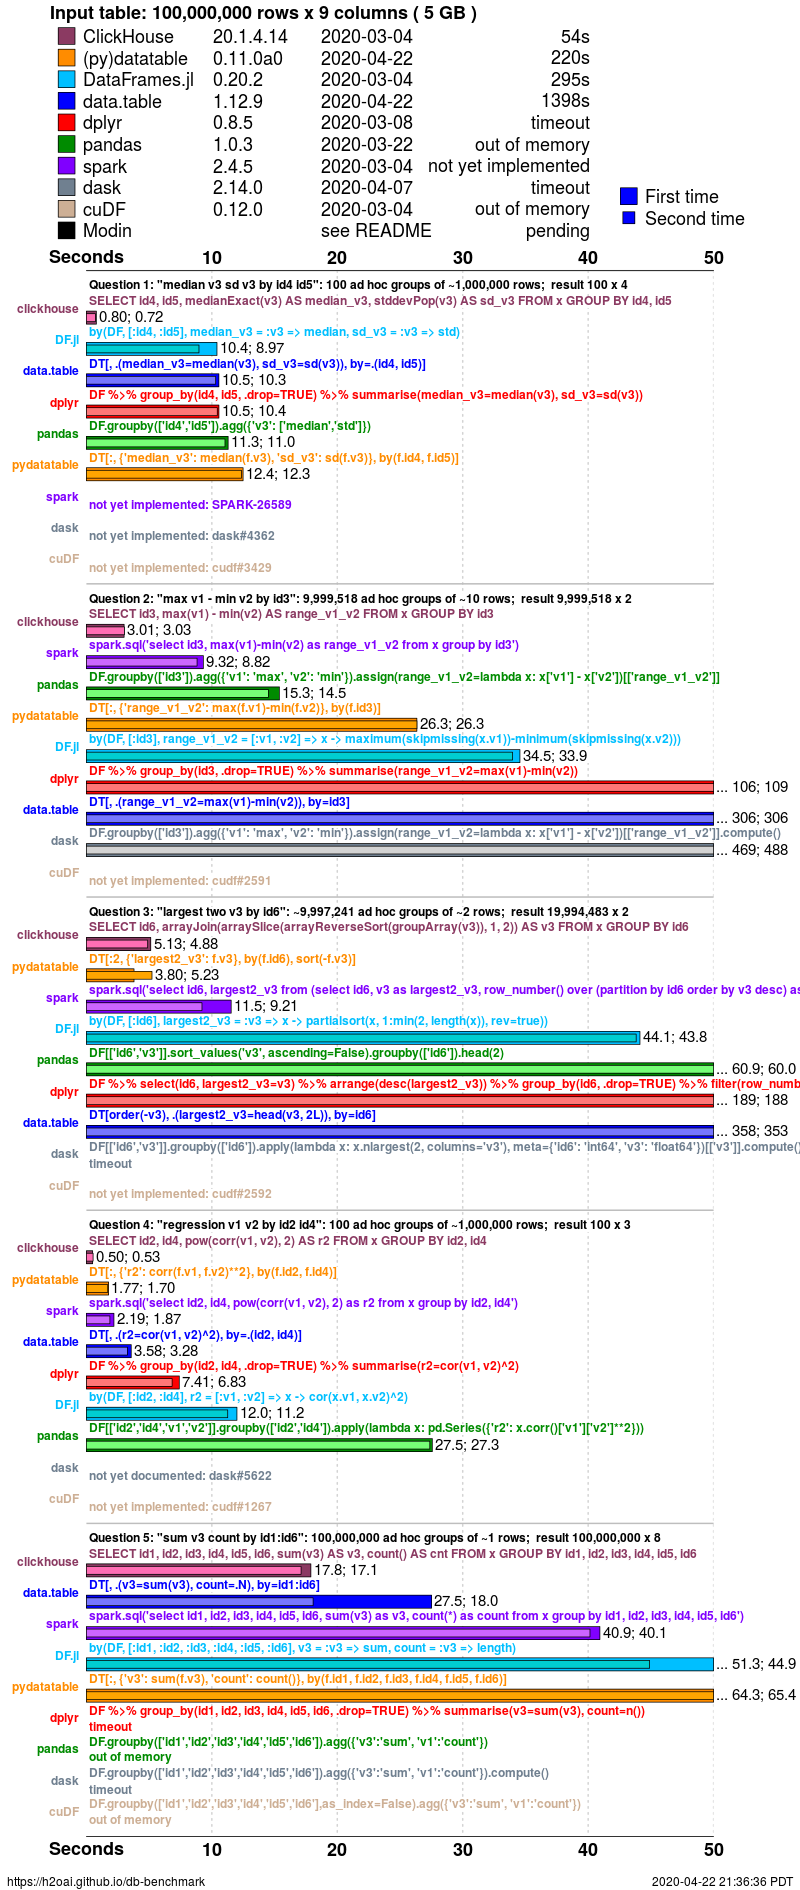 Input table: 100,000,000 rows x 9 columns ( 5 GB )
ClickHouse 20.1.4.14 2020-03-04 54s
(py)datatable 0.11.0a0 2020-04-22 220s
DataFrames.jl 0.20.2 2020-03-04 295s
data.table 1.12.9 2020-04-22 1398s
dplyr 0.8.5 2020-03-08 timeout
pandas 1.0.3 2020-03-22 out of memory
spark 2.4.5 2020-03-04 not yet implemented
dask 2.14.0 2020-04-07 timeout
cuDF 0.12.0 2020-03-04 out of memory
Modin see README pending
First time
Second time
Seconds 10 20 30 40 50
Question 1: "median v3 sd v3 by id4 id5": 100 ad hoc groups of ~1,000,000 rows; result 100 x 4
SELECT id4, id5, medianExact(v3) AS median_v3, stddevPop(v3) AS sd_v3 FROM x GROUP BY id4, id5
clickhouse 0.80; 0.72
by(DF, [:id4, :id5], median_v3 = :v3 => median, sd_v3 = :v3 => std)
DF.jl 10.4; 8.97
DT[, .(median_v3=median(v3), sd_v3=sd(v3)), by=.(id4, id5)]
data.table 10.5; 10.3
DF %>% group_by(id4, id5, .drop=TRUE) %>% summarise(median_v3=median(v3), sd_v3=sd(v3))
dplyr 10.5; 10.4
DF.groupby(['id4','id5']).agg({'v3': ['median','std']})
pandas 11.3; 11.0
DT[:, {'median_v3': median(f.v3), 'sd_v3': sd(f.v3)}, by(f.id4, f.id5)]
pydatatable 12.4; 12.3
spark not yet implemented: SPARK-26589
dask not yet implemented: dask#4362
cuDF not yet implemented: cudf#3429
Question 2: "max v1 - min v2 by id3": 9,999,518 ad hoc groups of ~10 rows; result 9,999,518 x 2
SELECT id3, max(v1) - min(v2) AS range_v1_v2 FROM x GROUP BY id3
clickhouse 3.01; 3.03
spark.sql('select id3, max(v1)-min(v2) as range_v1_v2 from x group by id3')
spark 9.32; 8.82
DF.groupby(['id3']).agg({'v1': 'max', 'v2': 'min'}).assign(range_v1_v2=lambda x: x['v1'] - x['v2'])[['range_v1_v2']]
pandas 15.3; 14.5
DT[:, {'range_v1_v2': max(f.v1)-min(f.v2)}, by(f.id3)]
pydatatable 26.3; 26.3
by(DF, [:id3], range_v1_v2 = [:v1, :v2] => x -> maximum(skipmissing(x.v1))-minimum(skipmissing(x.v2)))
DF.jl 34.5; 33.9
DF %>% group_by(id3, .drop=TRUE) %>% summarise(range_v1_v2=max(v1)-min(v2))
dplyr ... 106; 109
DT[, .(range_v1_v2=max(v1)-min(v2)), by=id3]
data.table ... 306; 306
DF.groupby(['id3']).agg({'v1': 'max', 'v2': 'min'}).assign(range_v1_v2=lambda x: x['v1'] - x['v2'])[['range_v1_v2']].compute()
dask ... 469; 488
cuDF not yet implemented: cudf#2591
Question 3: "largest two v3 by id6": ~9,997,241 ad hoc groups of ~2 rows; result 19,994,483 x 2
SELECT id6, arrayJoin(arraySlice(arrayReverseSort(groupArray(v3)), 1, 2)) AS v3 FROM x GROUP BY id6
clickhouse 5.13; 4.88
DT[:2, {'largest2_v3': f.v3}, by(f.id6), sort(-f.v3)]
pydatatable 3.80; 5.23
spark.sql('select id6, largest2_v3 from (select id6, v3 as largest2_v3, row_number() over (partition by id6 order by v3 desc) as
spark 11.5; 9.21
by(DF, [:id6], largest2_v3 = :v3 => x -> partialsort(x, 1:min(2, length(x)), rev=true))
DF.jl 44.1; 43.8
DF[['id6','v3']].sort_values('v3', ascending=False).groupby(['id6']).head(2)
pandas ... 60.9; 60.0
DF %>% select(id6, largest2_v3=v3) %>% arrange(desc(largest2_v3)) %>% group_by(id6, .drop=TRUE) %>% filter(row_numb
dplyr ... 189; 188
DT[order(-v3), .(largest2_v3=head(v3, 2L)), by=id6]
data.table ... 358; 353
DF[['id6','v3']].groupby(['id6']).apply(lambda x: x.nlargest(2, columns='v3'), meta={'id6': 'int64', 'v3': 'float64'})[['v3']].compute()
dask timeout
cuDF not yet implemented: cudf#2592
Question 4: "regression v1 v2 by id2 id4": 100 ad hoc groups of ~1,000,000 rows; result 100 x 3
SELECT id2, id4, pow(corr(v1, v2), 2) AS r2 FROM x GROUP BY id2, id4
clickhouse 0.50; 0.53
DT[:, {'r2': corr(f.v1, f.v2)**2}, by(f.id2, f.id4)]
pydatatable 1.77; 1.70
spark.sql('select id2, id4, pow(corr(v1, v2), 2) as r2 from x group by id2, id4')
spark 2.19; 1.87
DT[, .(r2=cor(v1, v2)^2), by=.(id2, id4)]
data.table 3.58; 3.28
DF %>% group_by(id2, id4, .drop=TRUE) %>% summarise(r2=cor(v1, v2)^2)
dplyr 7.41; 6.83
by(DF, [:id2, :id4], r2 = [:v1, :v2] => x -> cor(x.v1, x.v2)^2)
DF.jl 12.0; 11.2
DF[['id2','id4','v1','v2']].groupby(['id2','id4']).apply(lambda x: pd.Series({'r2': x.corr()['v1']['v2']**2}))
pandas 27.5; 27.3
dask not yet documented: dask#5622
cuDF not yet implemented: cudf#1267
Question 5: "sum v3 count by id1:id6": 100,000,000 ad hoc groups of ~1 rows; result 100,000,000 x 8
SELECT id1, id2, id3, id4, id5, id6, sum(v3) AS v3, count() AS cnt FROM x GROUP BY id1, id2, id3, id4, id5, id6
clickhouse 17.8; 17.1
DT[, .(v3=sum(v3), count=.N), by=id1:id6]
data.table 27.5; 18.0
spark.sql('select id1, id2, id3, id4, id5, id6, sum(v3) as v3, count(*) as count from x group by id1, id2, id3, id4, id5, id6')
spark 40.9; 40.1
by(DF, [:id1, :id2, :id3, :id4, :id5, :id6], v3 = :v3 => sum, count = :v3 => length)
DF.jl ... 51.3; 44.9
DT[:, {'v3': sum(f.v3), 'count': count()}, by(f.id1, f.id2, f.id3, f.id4, f.id5, f.id6)]
pydatatable ... 64.3; 65.4
DF %>% group_by(id1, id2, id3, id4, id5, id6, .drop=TRUE) %>% summarise(v3=sum(v3), count=n())
dplyr timeout
DF.groupby(['id1','id2','id3','id4','id5','id6']).agg({'v3':'sum', 'v1':'count'})
pandas out of memory
DF.groupby(['id1','id2','id3','id4','id5','id6']).agg({'v3':'sum', 'v1':'count'}).compute()
dask timeout
DF.groupby(['id1','id2','id3','id4','id5','id6'],as_index=False).agg({'v3':'sum', 'v1':'count'})
cuDF out of memory
Seconds 10 20 30 40 50
https://h2oai.github.io/db-benchmark 2020-04-22 21:36:36 PDT